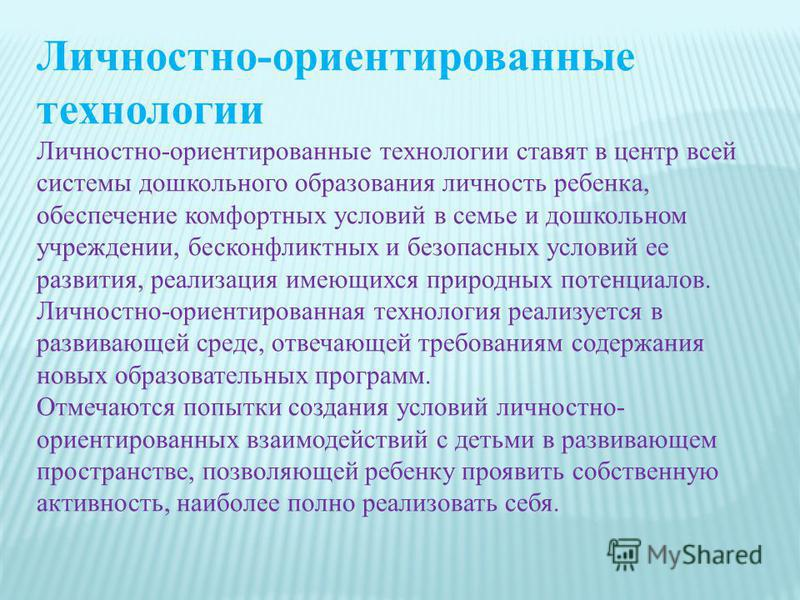 Личностно-ориентированные
технологии
Личностно-ориентированные технологии ставят в центр всей
системы дошкольного образования личность ребенка,
обеспечение комфортных условий в семье и дошкольном
учреждении, бесконфликтных и безопасных условий ее
развития, реализация имеющихся природных потенциалов.
Личностно-ориентированная технология реализуется в
развивающей среде, отвечающей требованиям содержания
новых образовательных программ.
Отмечаются попытки создания условий личностно-
ориентированных взаимодействий с детьми в развивающем
пространстве, позволяющей ребенку проявить собственную
активность, наиболее полно реализовать себя.
MyShared